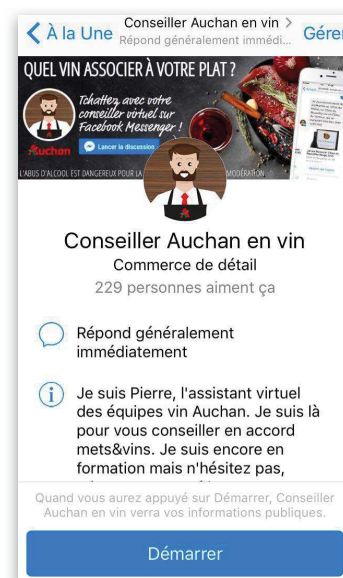 À la Une
Conseiller Auchan en vin
Répond généralement immédi...
Gérer
QUEL VIN ASSOCIER À VOTRE PLAT ?
Tchattez avec votre
conseiller virtuel sur
Facebook Messenger !
Auchan
Lancer la discussion
L'ABUS D'ALCOOL EST DANGEREUX POUR LA MODÉRATION
Conseiller Auchan en vin
Commerce de détail
229 personnes aiment ça
Répond généralement
immédiatement
Je suis Pierre, l'assistant virtuel
des équipes vin Auchan. Je suis là
pour vous conseiller en accord
mets&vins. Je suis encore en
formation mais n'hésitez pas,
Quand vous aurez appuyé sur Démarrer, Conseiller
Auchan en vin verra vos informations publiques.
Démarrer